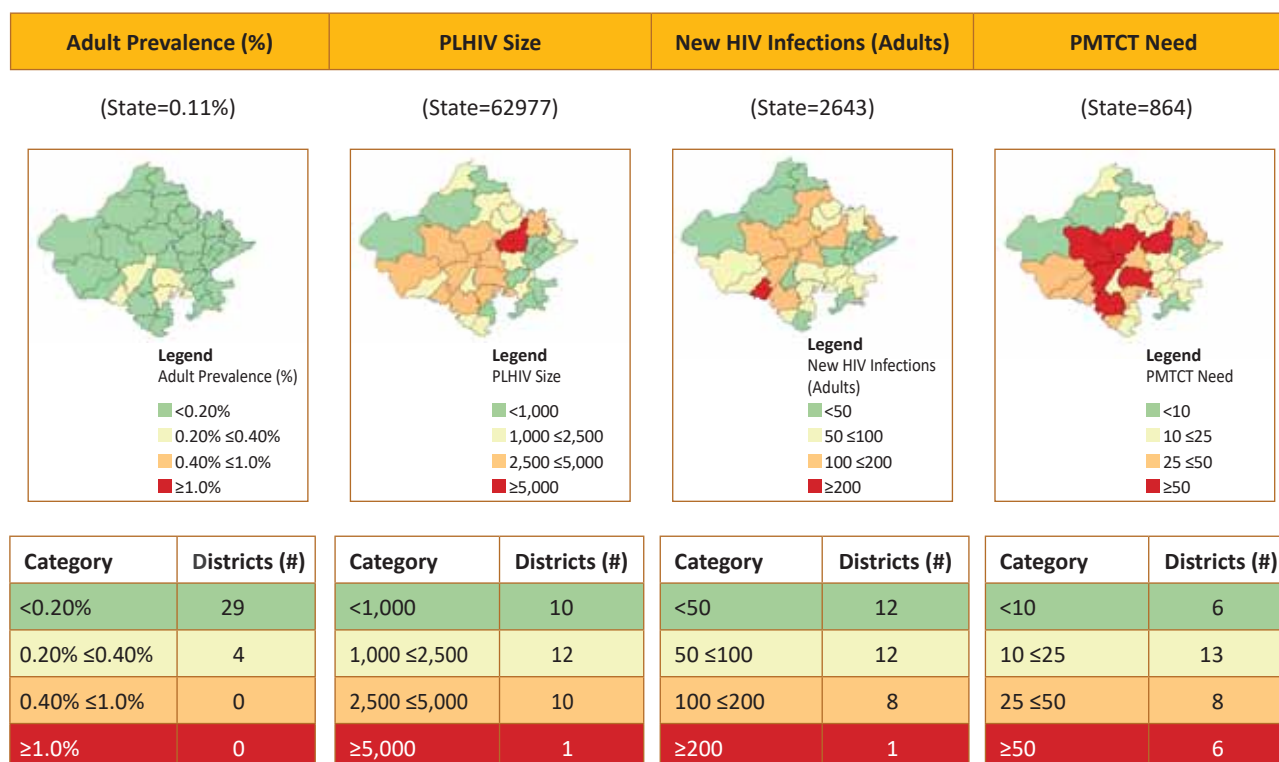 Adult Prevalence (%) PLHIV Size New HIV Infections (Adults) PMTCT Need
(State=0.11%) (State=62977) (State=2643) (State=864)
Legend
Adult Prevalence (%)
<0.20%
0.20% ≤0.40%
0.40% ≤1.0%
≥1.0%
Legend
PLHIV Size
<1,000
1,000 ≤2,500
2,500 ≤5,000
≥5,000
Legend
New HIV Infections
(Adults)
<50
50 ≤100
100 ≤200
≥200
Legend
PMTCT Need
<10
10 ≤25
25 ≤50
≥50
Category Districts (#)
<0.20% 29
0.20% ≤0.40% 4
0.40% ≤1.0% 0
≥1.0% 0
Category Districts (#)
<1,000 10
1,000 ≤2,500 12
2,500 ≤5,000 10
≥5,000 1
Category Districts (#)
<50 12
50 ≤100 12
100 ≤200 8
≥200 1
Category Districts (#)
<10 6
10 ≤25 13
25 ≤50 8
≥50 6